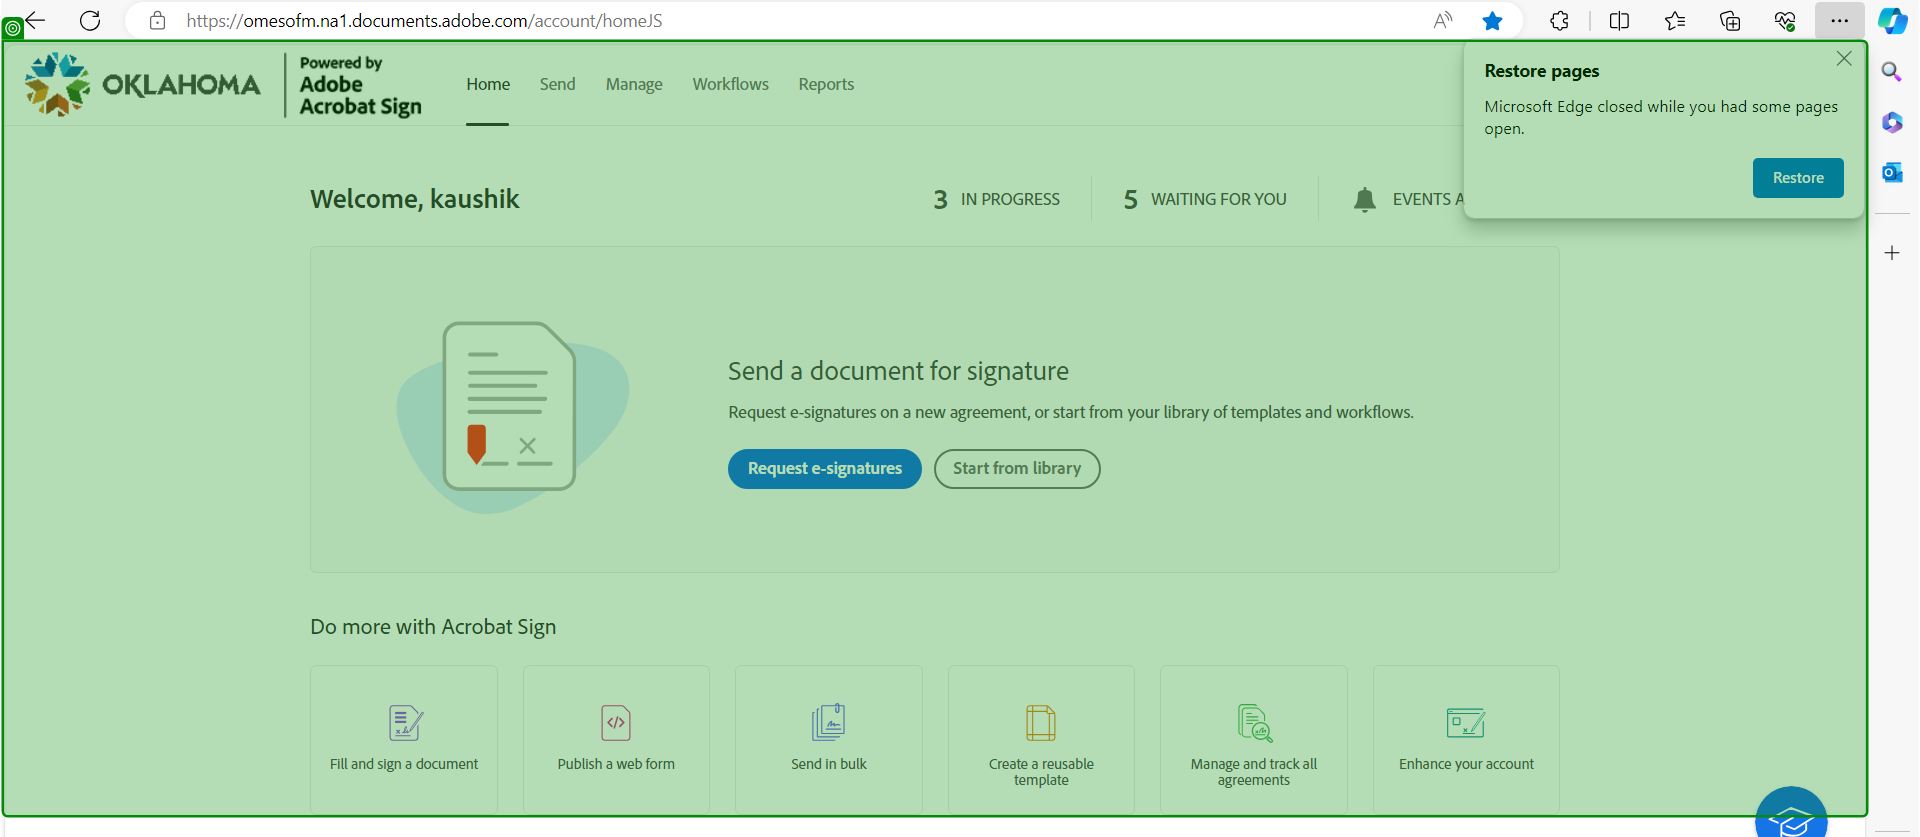 https://omesofm.na1.documents.adobe.com/account/homeJS
OKLAHOMA
Powered by
Adobe
Acrobat Sign
Home
Send
Manage
Workflows
Reports
Restore pages
Microsoft Edge closed while you had some pages
open.
Restore
Welcome, kaushik
3 IN PROGRESS
5 WAITING FOR YOU
EVENTS A
Send a document for signature
Request e-signatures on a new agreement, or start from your library of templates and workflows.
Request e-signatures
Start from library
Do more with Acrobat Sign
Fill and sign a document
Publish a web form
Send in bulk
Create a reusable
template
Manage and track all
agreements
Enhance your account